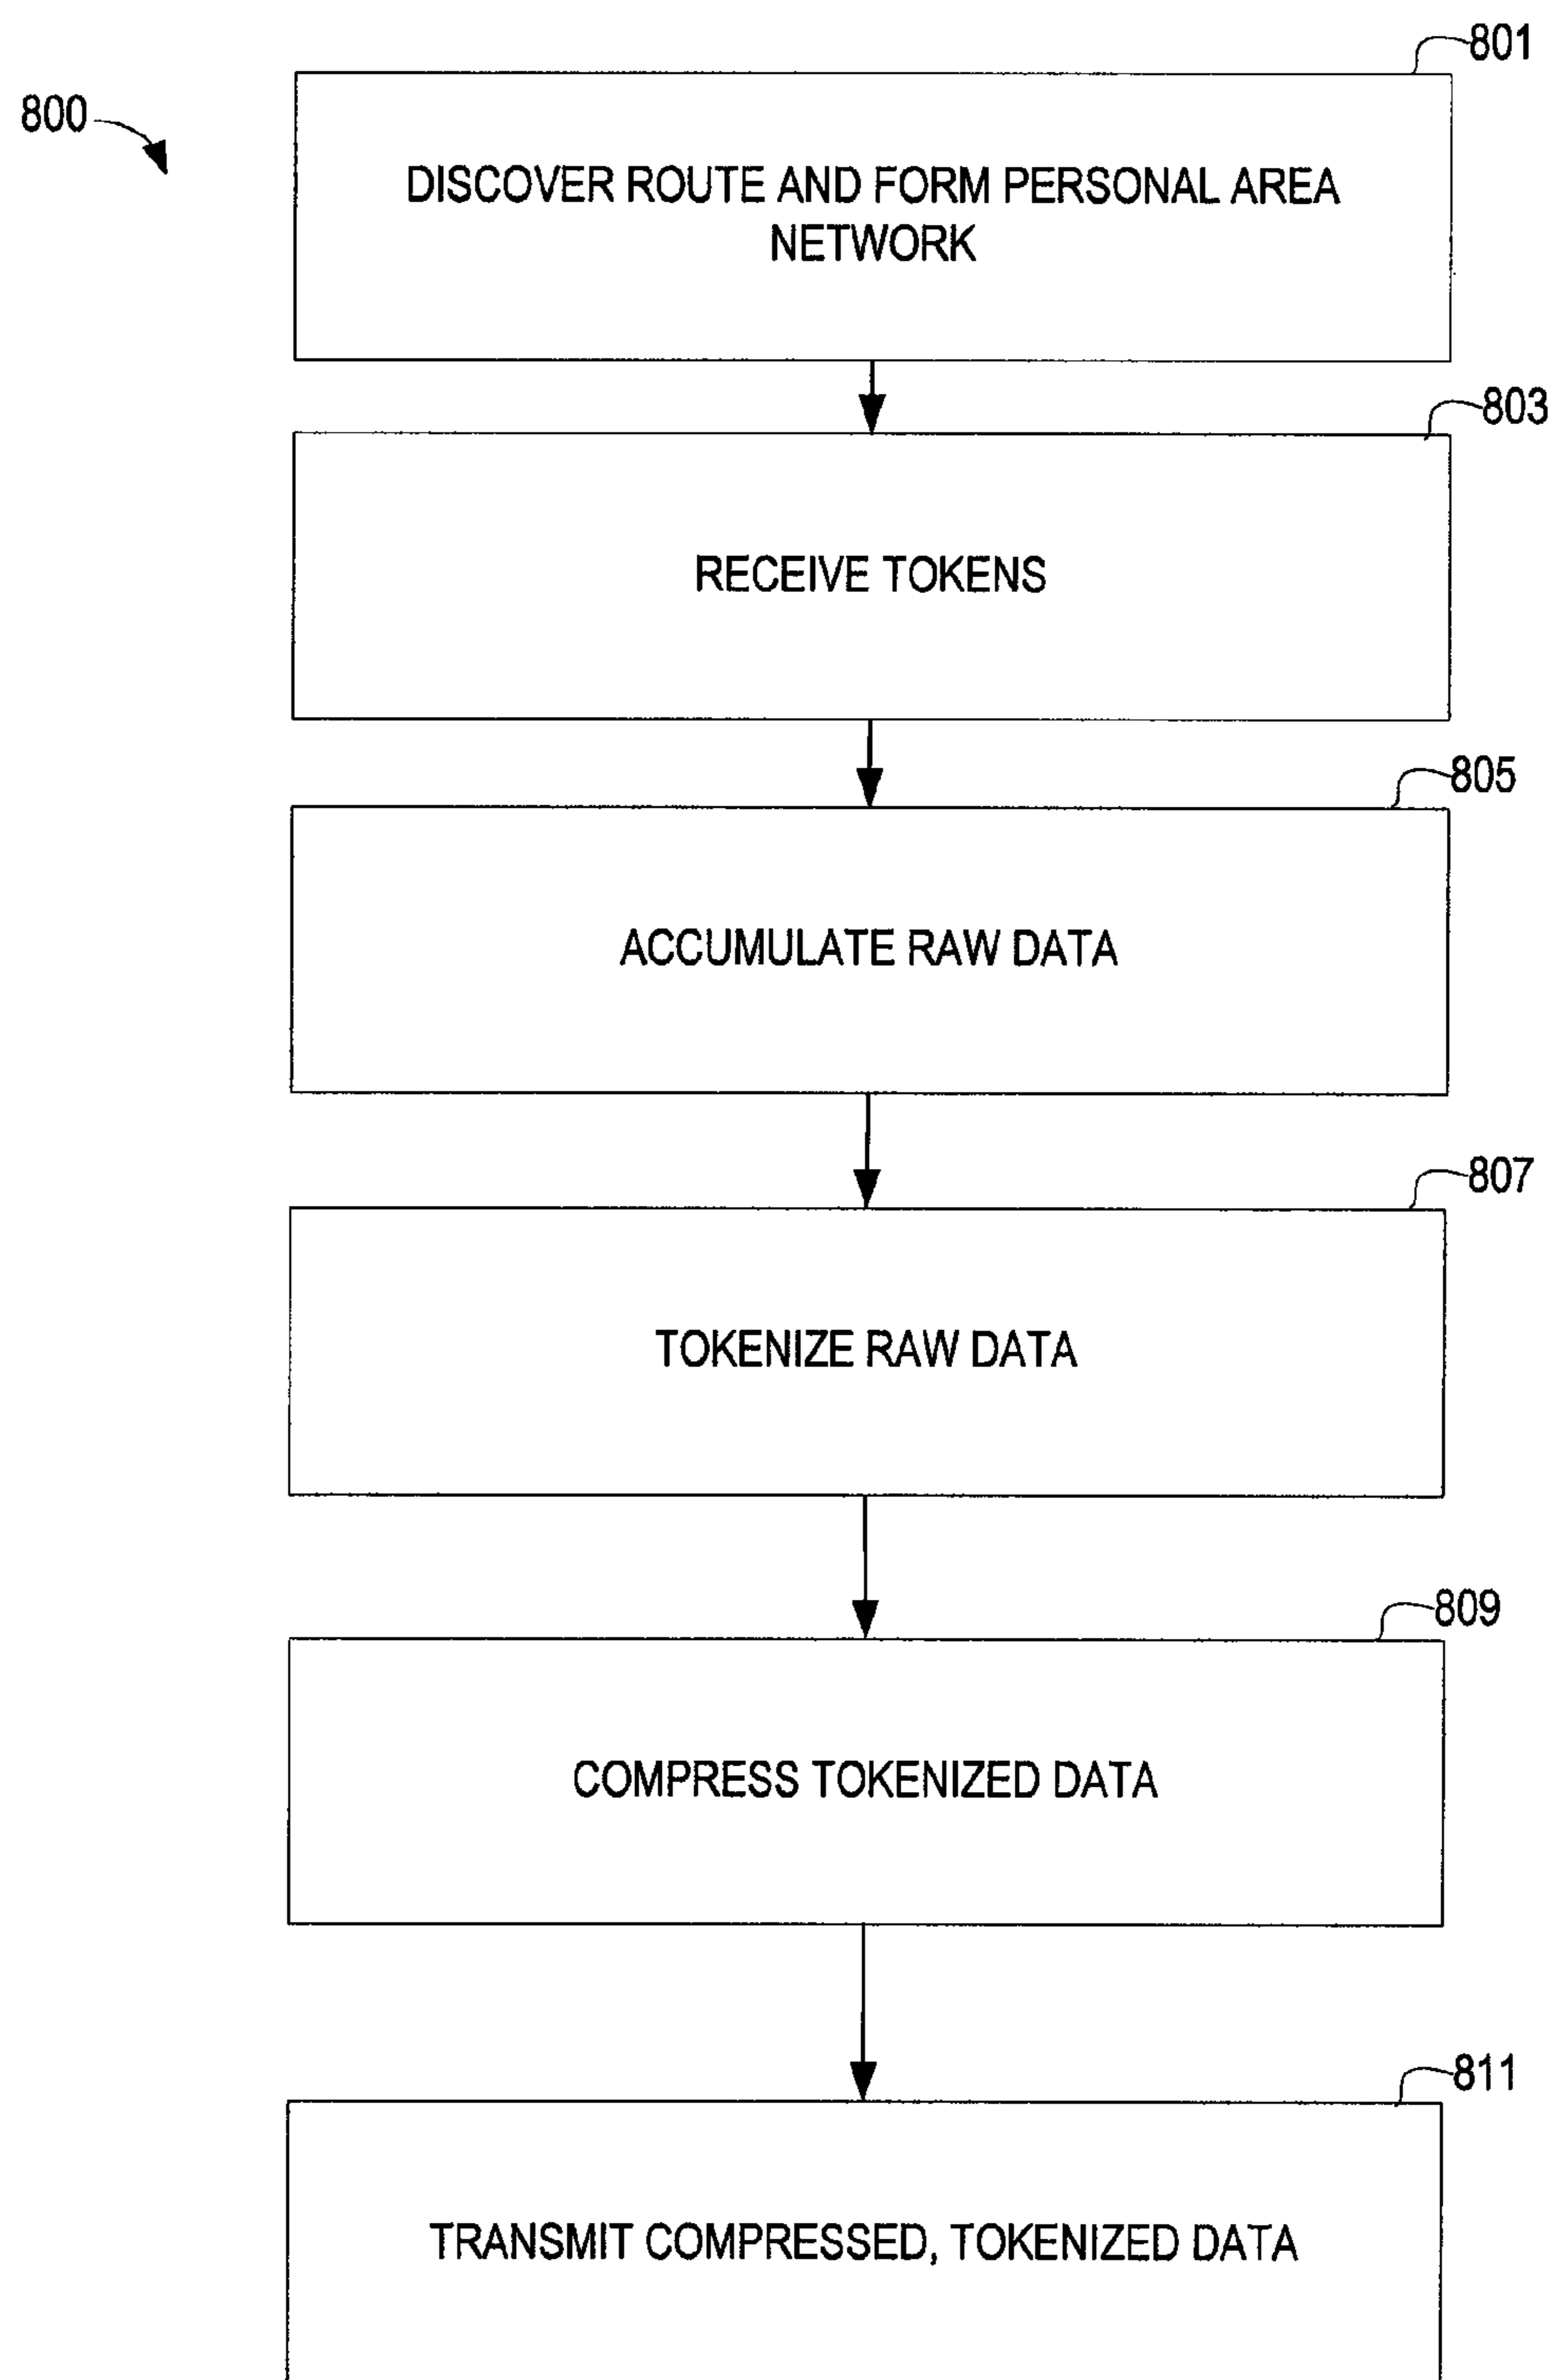 801
800
DISCOVER ROUTE AND FORM PERSONAL AREA
NETWORK
803
RECEIVE TOKENS
805
ACCUMULATE RAW DATA
807
TOKENIZE RAW DATA
809
COMPRESS TOKENIZED DATA
811
TRANSMIT COMPRESSED, TOKENIZED DATA